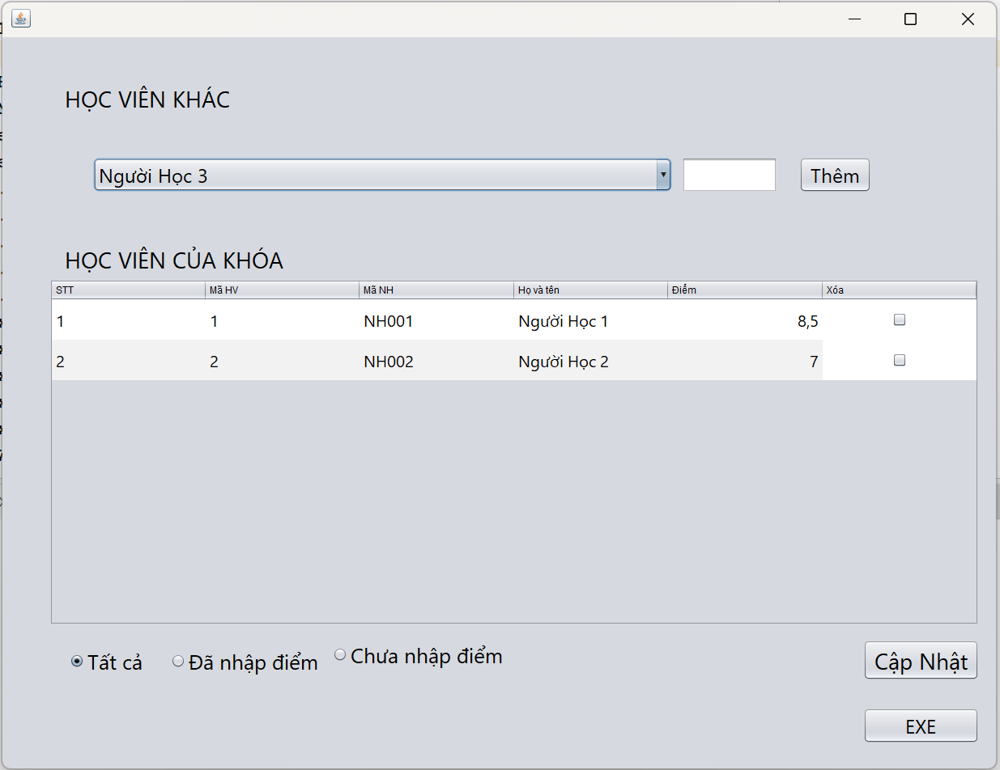 HỌC VIÊN KHÁC
Người Học 3 Thêm
HỌC VIÊN CỦA KHÓA
STT Mã HV Mã NH Họ và tên Điểm Xóa
1 1 NH001 Người Học 1 8,5
2 2 NH002 Người Học 2 7
Tất cả Đã nhập điểm Chưa nhập điểm Cập Nhật
EXE